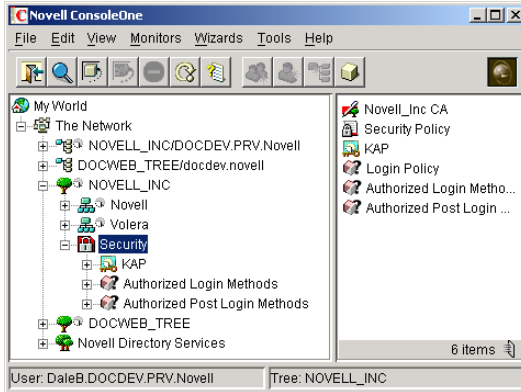 Novell ConsoleOne
File Edit View Monitors Wizards Tools Help
My World
The Network
NOVELL_INC/DOCDEV.PRV.Novell
DOCWEB_TREE/docdev.novell
NOVELL_INC
Novell
Volera
Security
KAP
Authorized Login Methods
Authorized Post Login Methods
DOCWEB_TREE
Novell Directory Services
Novell_Inc CA
Security Policy
KAP
Login Policy
Authorized Login Metho...
Authorized Post Login ...
6 items
User: DaleB.DOCDEV.PRV.Novell
Tree: NOVELL_INC